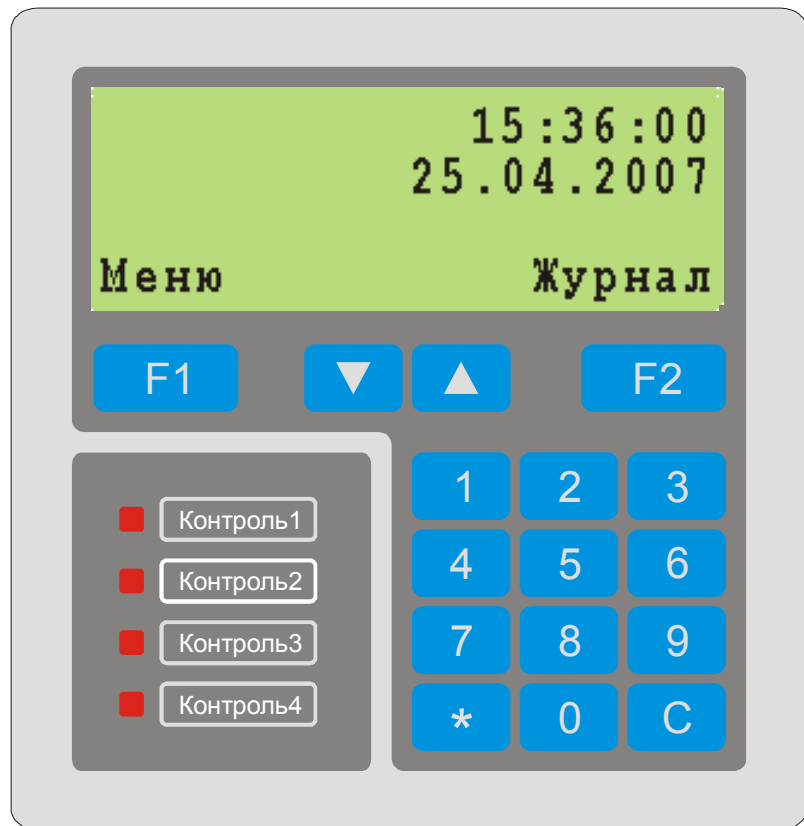 15:36:00
25.04.2007
Меню Журнал
F1 ▼ ▲ F2
1 2 3
Контроль1
4 5 6
Контроль2
7 8 9
Контроль3
* 0 C
Контроль4